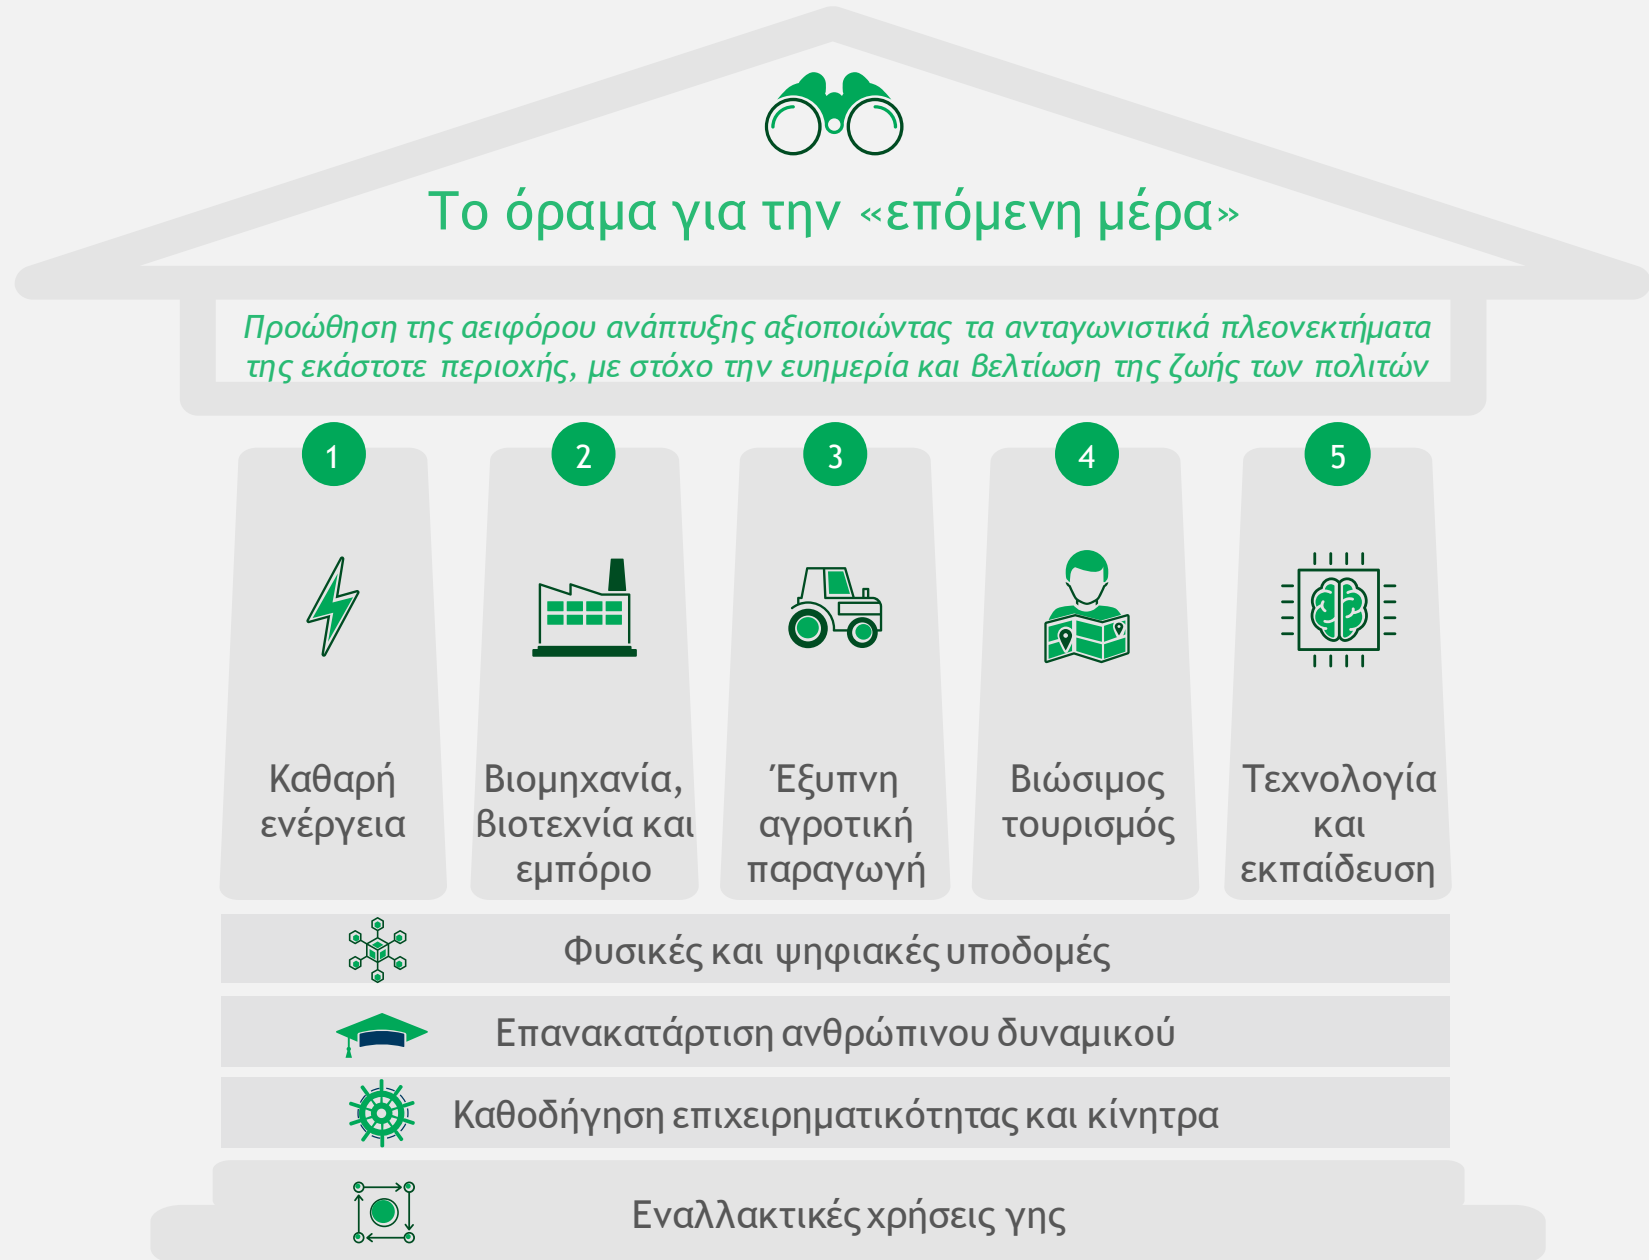 Το όραμα για την «επόμενη μέρα»
Προώθηση της αειφόρου ανάπτυξης αξιοποιώντας τα ανταγωνιστικά πλεονεκτήματα
της εκάστοτε περιοχής, με στόχο την ευημερία και βελτίωση της ζωής των πολιτών
1
Καθαρή
ενέργεια
2
Βιομηχανία,
βιοτεχνία και
εμπόριο
3
Έξυπνη
αγροτική
παραγωγή
4
Βιώσιμος
τουρισμός
5
Τεχνολογία
και
εκπαίδευση
Φυσικές και ψηφιακές υποδομές
Επανακατάρτιση ανθρώπινου δυναμικού
Καθοδήγηση επιχειρηματικότητας και κίνητρα
Εναλλακτικές χρήσεις γης